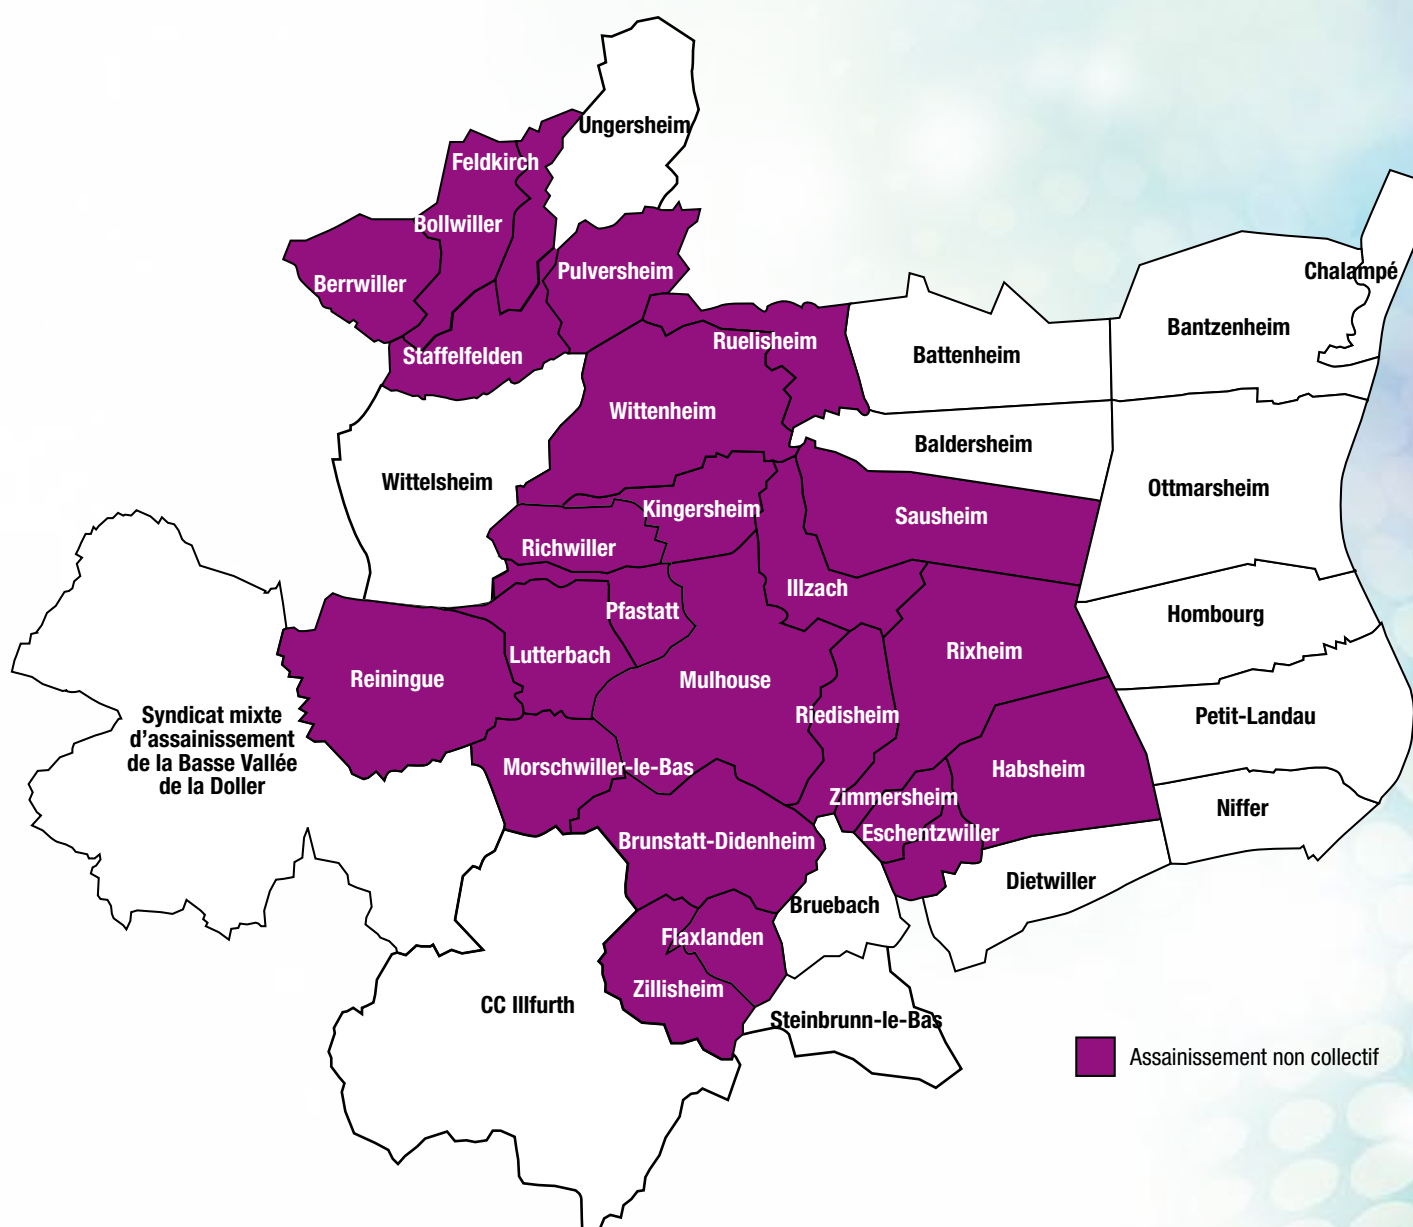 Ungersheim
Feldkirch
Bollwiller
Berrwiller
Pulversheim
Chalampé
Bantzenheim
Staffelfelden
Ruelisheim
Battenheim
Wittenheim
Baldersheim
Wittelsheim
Ottmarsheim
Kingersheim
Sausheim
Richwiller
Illzach
Pfastatt
Hombourg
Lutterbach
Rixheim
Reiningue
Mulhouse
Riedisheim
Petit-Landau
Syndicat mixte
d'assainissement
de la Basse Vallée
de la Doller
Morschwiller-le-Bas
Habsheim
Zimmersheim
Niffer
Eschentzwiller
Brunstatt-Didenheim
Dietwiller
Bruebach
Flaxlanden
Zillisheim
CC Illfurth
Steinbrunn-le-Bas
Assainissement non collectif